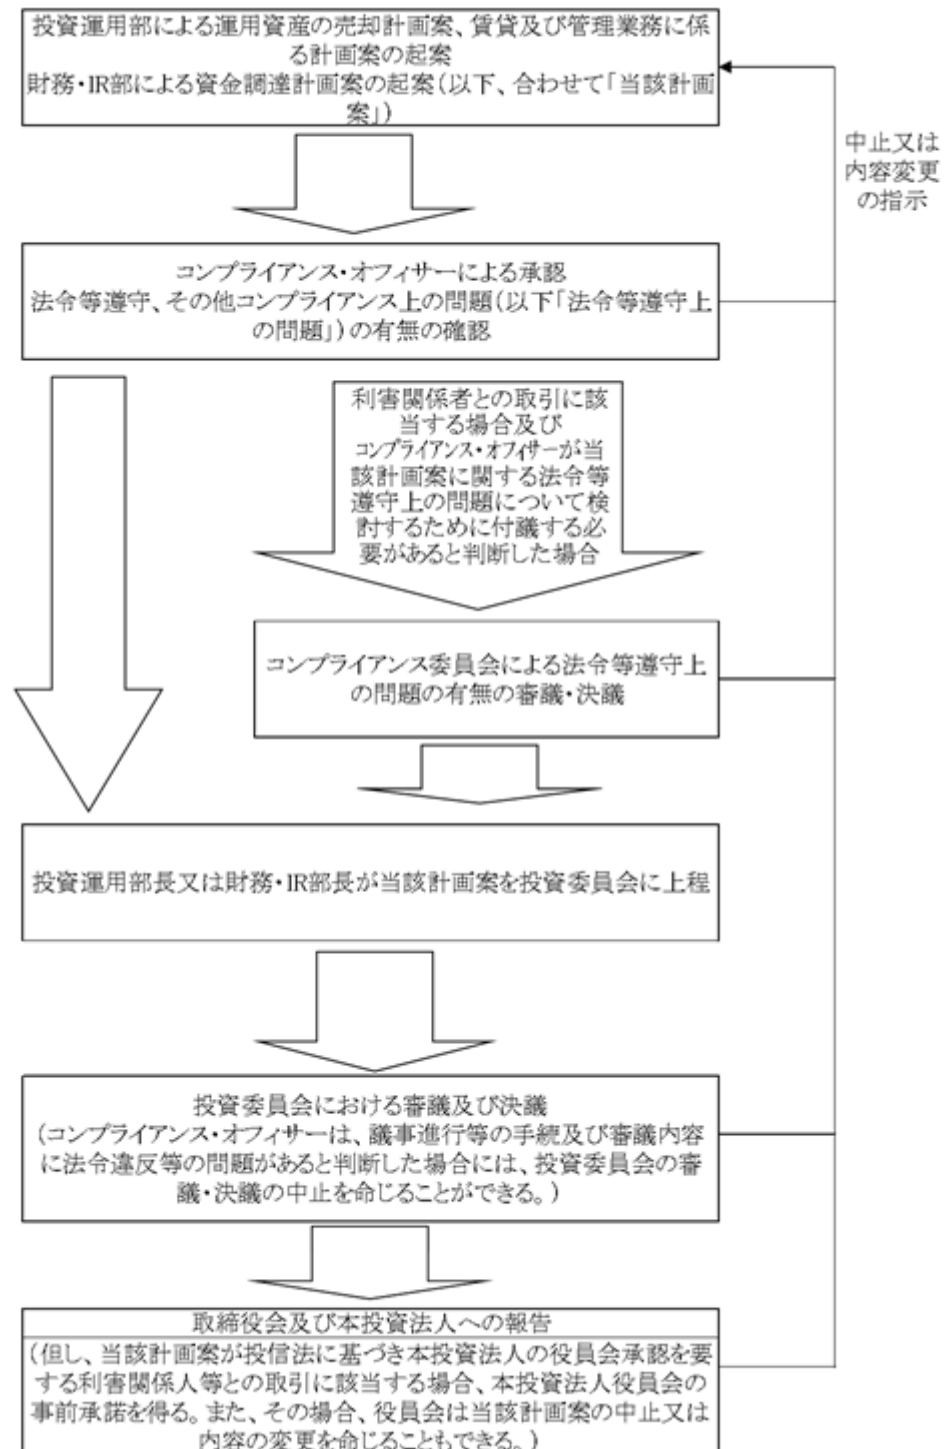 投資運用部による運用資産の売却計画案、賃貸及び管理業務に係
る計画案の起案
財務・IR部による資金調達計画案の起案（以下、合わせて「当該計画
案」）
中止又は
内容変更
の指示
コンプライアンス・オフィサーによる承認
法令等遵守、その他コンプライアンス上の問題（以下「法令等遵守上
の問題」）の有無の確認
利害関係者との取引に該
当する場合及び
コンプライアンス・オフィサーが当
該計画案に関する法令等
遵守上の問題について検
討するために付議する必
要があると判断した場合
コンプライアンス委員会による法令等遵守上
の問題の有無の審議・決議
投資運用部長又は財務・IR部長が当該計画案を投資委員会に上程
投資委員会における審議及び決議
（コンプライアンス・オフィサーは、議事進行等の手続及び審議内容
に法令違反等の問題があると判断した場合には、投資委員会の審
議・決議の中止を命じることができる。）
取締役会及び本投資法人への報告
（但し、当該計画案が投信法に基づき本投資法人の役員会承認を要
する利害関係人等との取引に該当する場合、本投資法人役員会の
事前承諾を得る。また、その場合、役員会は当該計画案の中止又は
内容の変更を命じることもできる。）